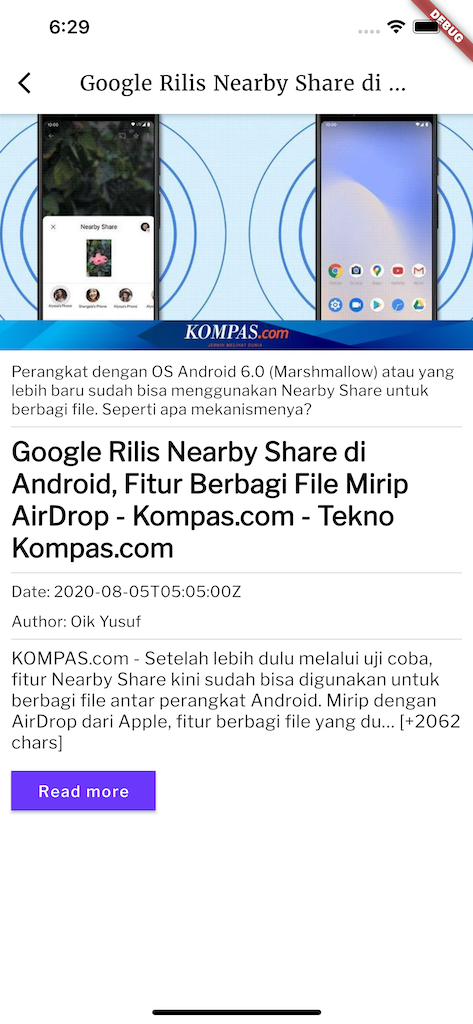 6:29
DEBUG
Google Rilis Nearby Share di ...
10:00
10:00
Nearby Share
KOMPAS.com
JERNIH MELIHAT DUNIA
Perangkat dengan OS Android 6.0 (Marshmallow) atau yang
lebih baru sudah bisa menggunakan Nearby Share untuk
berbagi file. Seperti apa mekanismenya?
Google Rilis Nearby Share di
Android, Fitur Berbagi File Mirip
AirDrop - Kompas.com - Tekno
Kompas.com
Date: 2020-08-05T05:05:00Z
Author: Oik Yusuf
KOMPAS.com - Setelah lebih dulu melalui uji coba,
fitur Nearby Share kini sudah bisa digunakan untuk
berbagi file antar perangkat Android. Mirip dengan
AirDrop dari Apple, fitur berbagi file yang du... [+2062
chars]
Read more